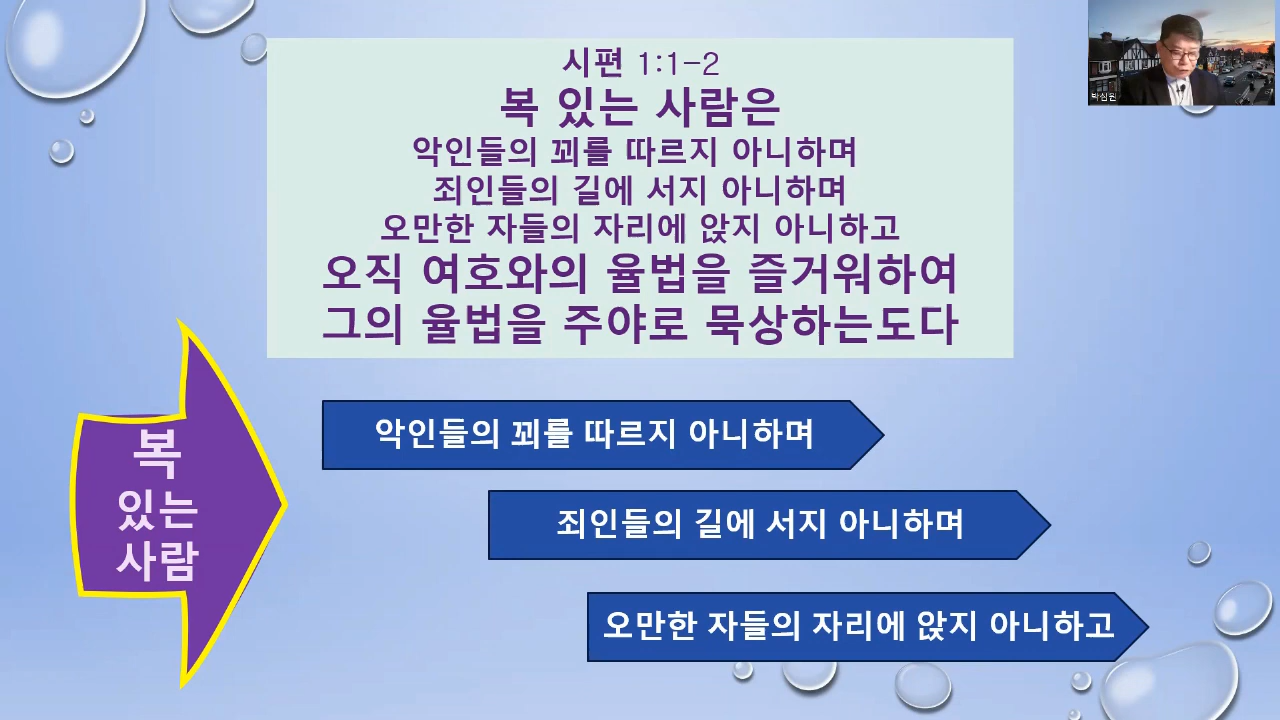 시편 1:1-2
복 있는 사람은
악인들의 꾀를 따르지 아니하며
죄인들의 길에 서지 아니하며
오만한 자들의 자리에 앉지 아니하고
오직 여호와의 율법을 즐거워하여
그의 율법을 주야로 묵상하는도다
박심원
복
있는
사람
악인들의 꾀를 따르지 아니하며
죄인들의 길에 서지 아니하며
오만한 자들의 자리에 앉지 아니하고